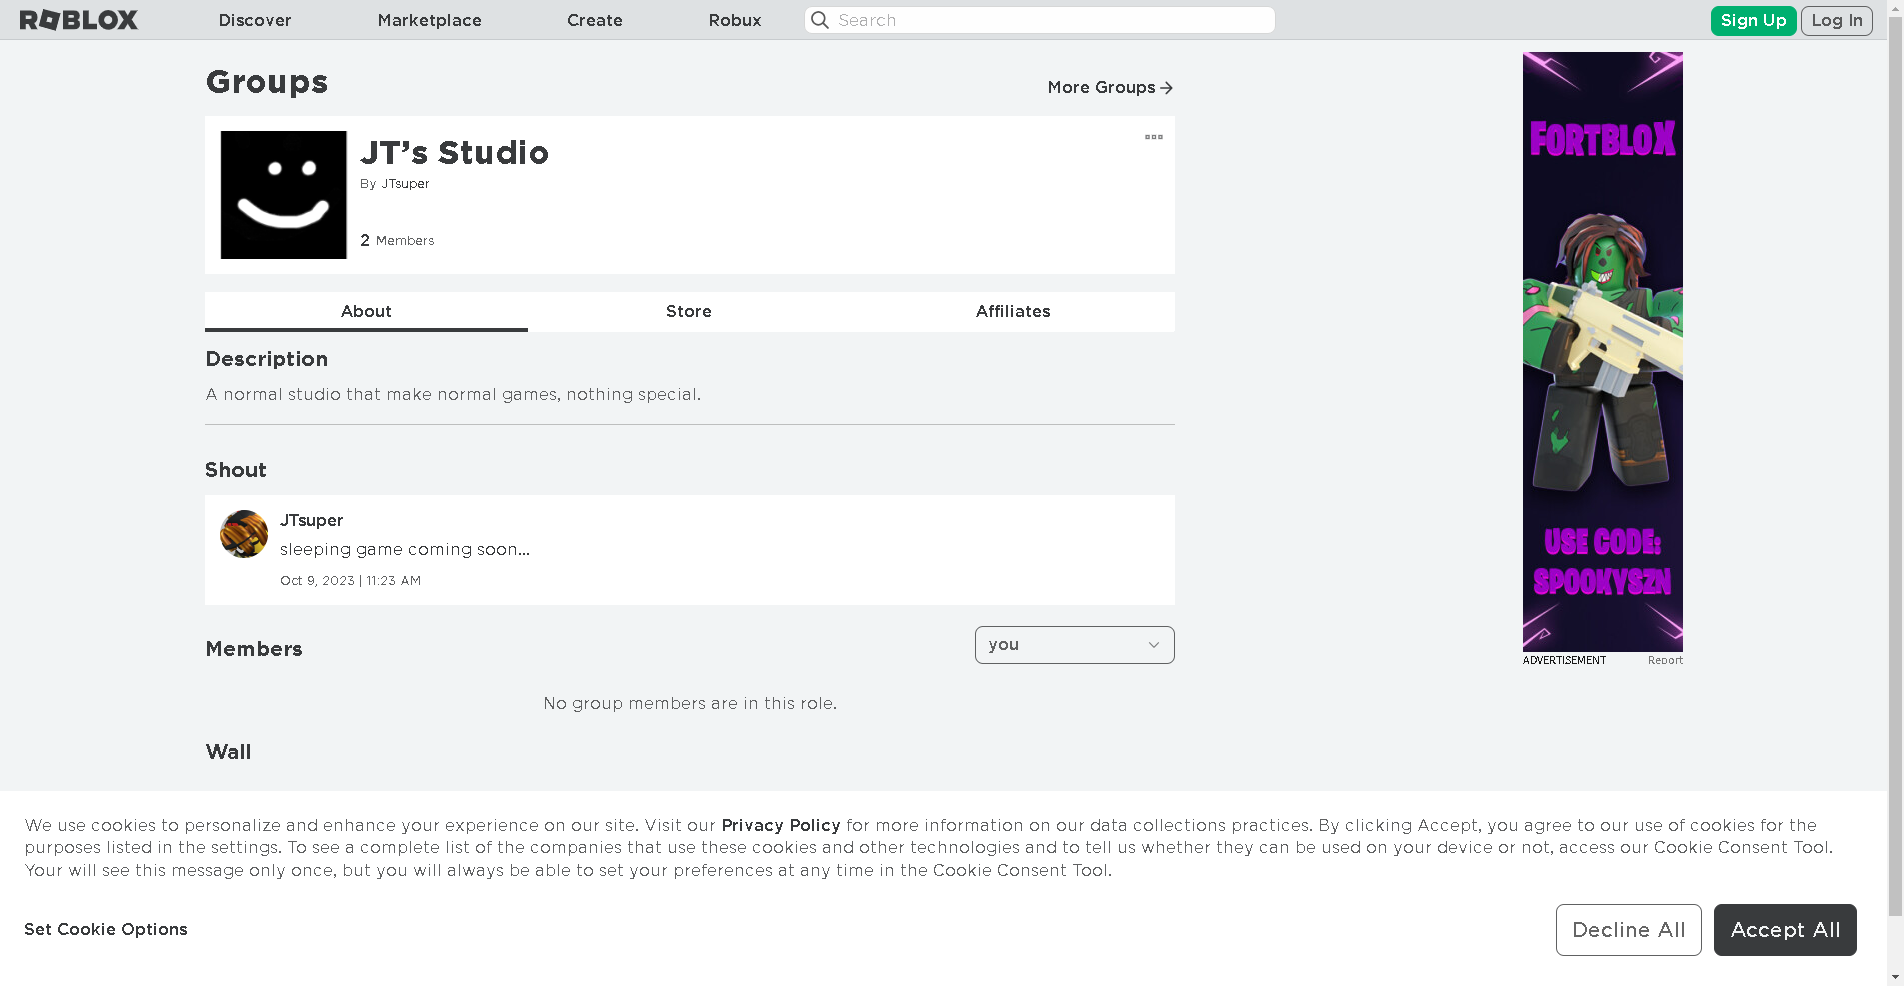 ROBLOX
Discover
Marketplace
Create
Robux
Search
Sign Up
Log In
Groups
More Groups
JT's Studio
By JTsuper
2 Members
About
Store
Affiliates
Description
A normal studio that make normal games, nothing special.
Shout
JTsuper
sleeping game coming soon...
Oct 9, 2023 | 11:23 AM
Members
you
No group members are in this role.
Wall
FORTBLOX
USE CODE:
SPOOKYSZN
ADVERTISEMENT
Report
We use cookies to personalize and enhance your experience on our site. Visit our Privacy Policy for more information on our data collections practices. By clicking Accept, you agree to our use of cookies for the
purposes listed in the settings. To see a complete list of the companies that use these cookies and other technologies and to tell us whether they can be used on your device or not, access our Cookie Consent Tool.
Your will see this message only once, but you will always be able to set your preferences at any time in the Cookie Consent Tool.
Set Cookie Options
Decline All
Accept All